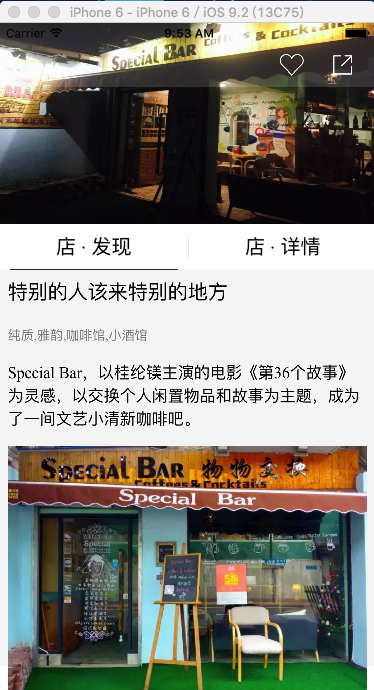 iPhone 6 - iPhone 6 / iOS 9.2 (13C75)
Carrier 9:53 AM
SPECIAL BAR
Coffees & Cocktails
店 · 发现
店 · 详情
特别的人该来特别的地方
纯质,雅韵,咖啡馆,小酒馆
Special Bar，以桂纶镁主演的电影《第36个故事》
为灵感，以交换个人闲置物品和故事为主题，成为
了一间文艺小清新咖啡吧。
SPECIAL BAR 物物交换
Coffees & Cocktails
Special Bar
WELCOME
Special